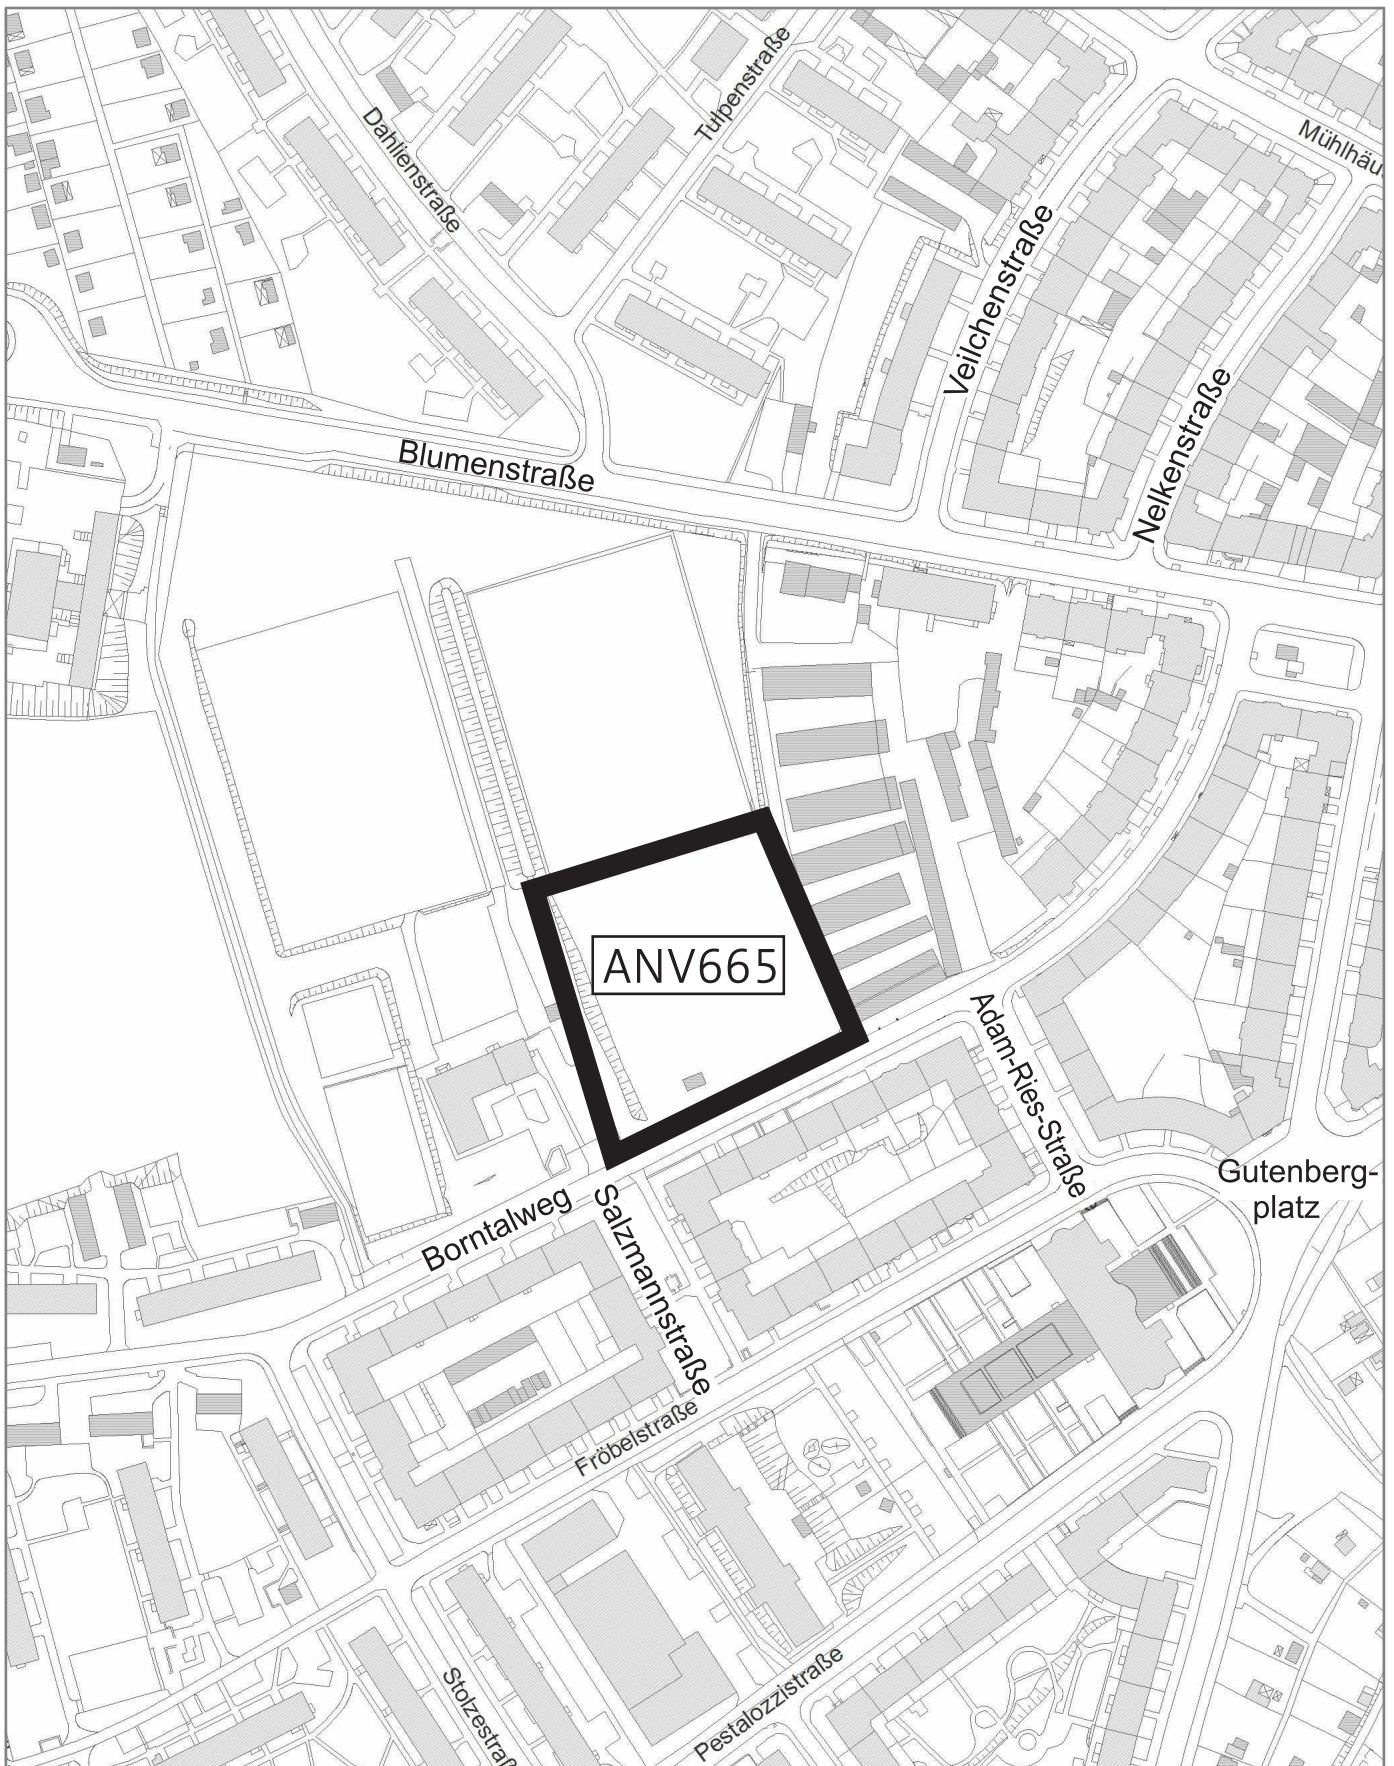 Tulpenstraße
Dahlienstraße
Mühlhäu
Veilchenstraße
Nelkenstraße
Blumenstraße
ANV665
Adam-Ries-Straße
Gutenberg-
platz
Borntalweg
Salzmannstraße
Fröbelstraße
Pestalozzistraße
Stolzestraß